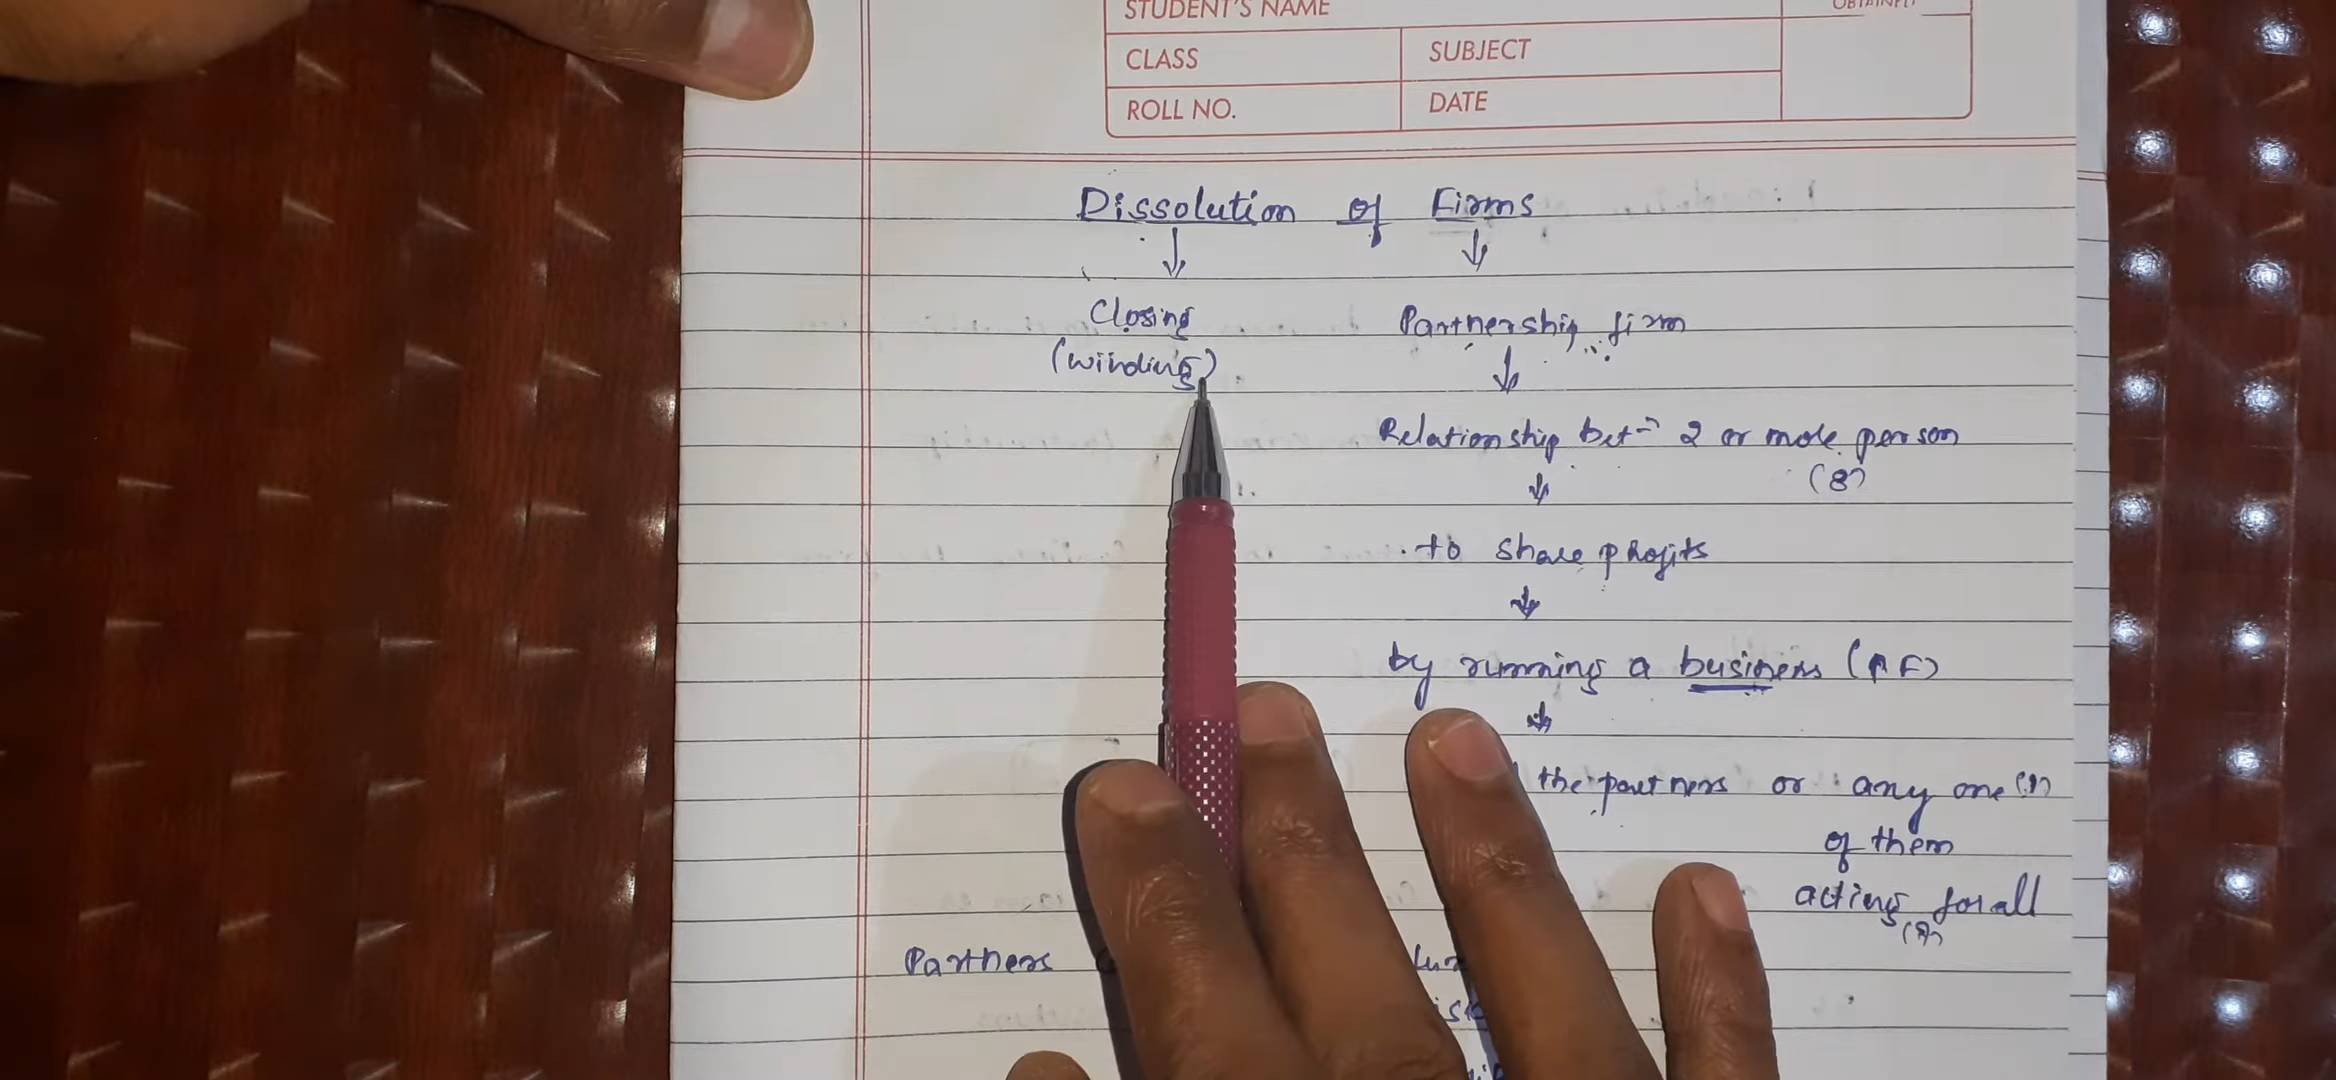 STUDENT'S NAME
CLASS
SUBJECT
ROLL NO.
DATE
Dissolution of Firms
Closing
Partnership firm
(winding)
Relationship bet- 2 or more person
(8)
to share profits
by running a business (PF)
the partners or any one
of them
acting for all
Partners